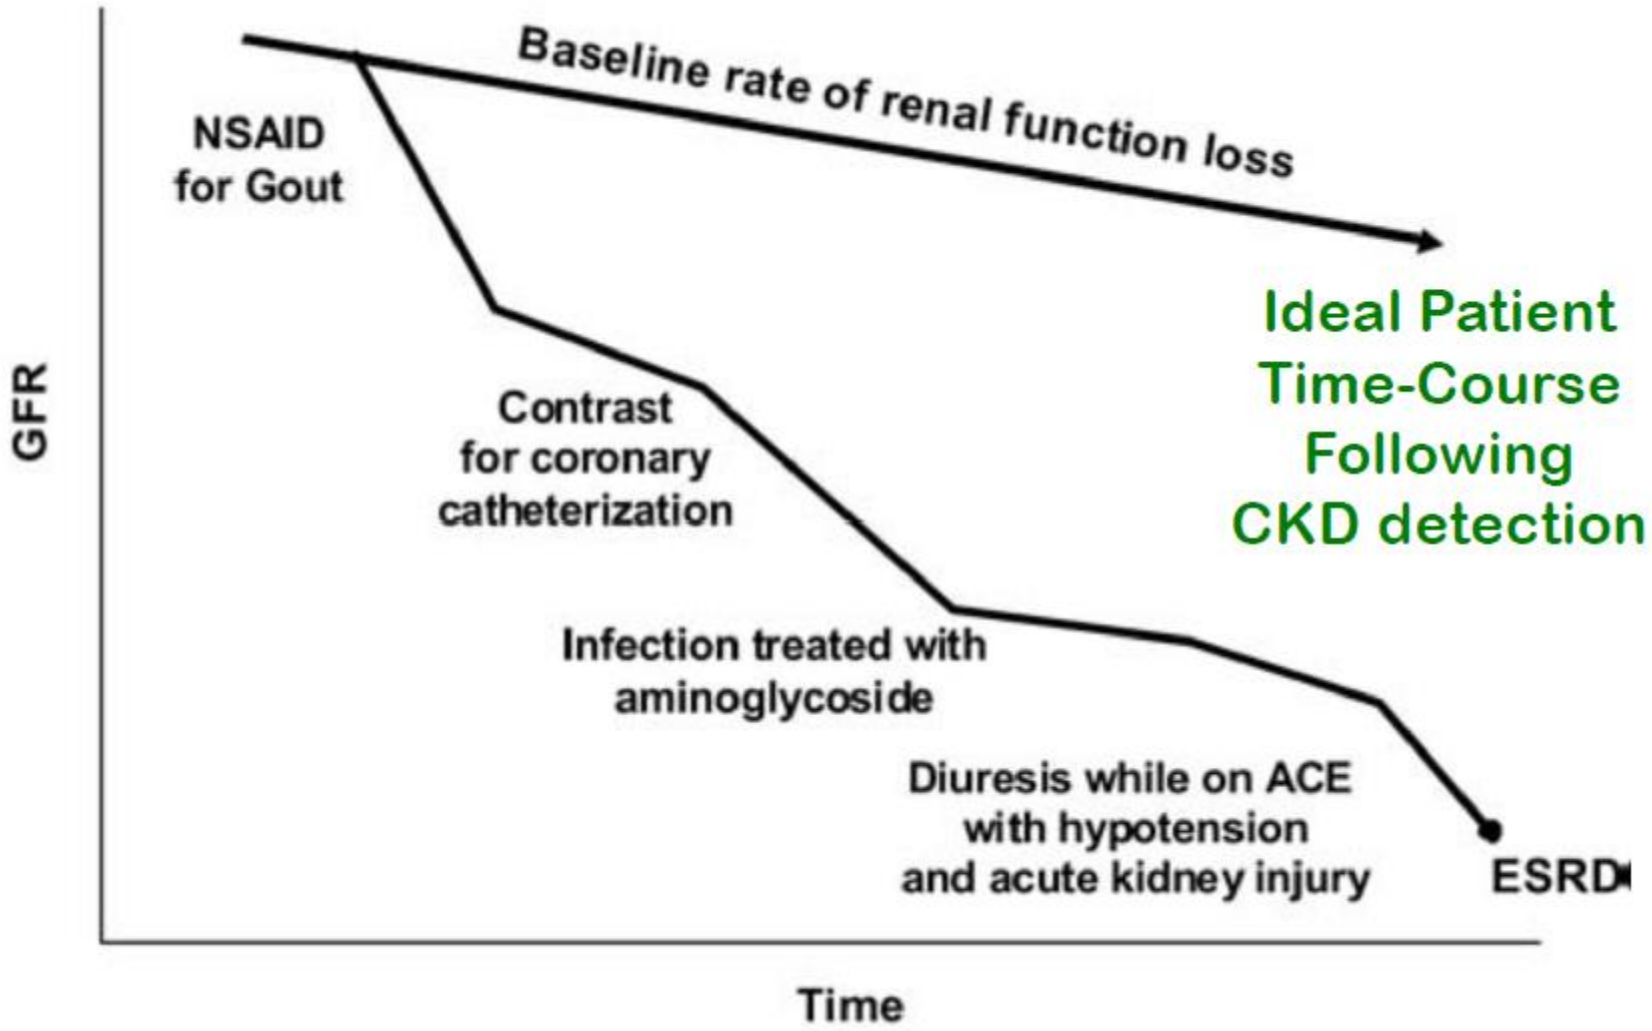 Baseline rate of renal function loss
NSAID
for Gout
Ideal Patient
Time-Course
Following
CKD detection
GFR
Contrast
for coronary
catheterization
Infection treated with
aminoglycoside
Diuresis while on ACE
with hypotension
and acute kidney injury
ESRD
Time